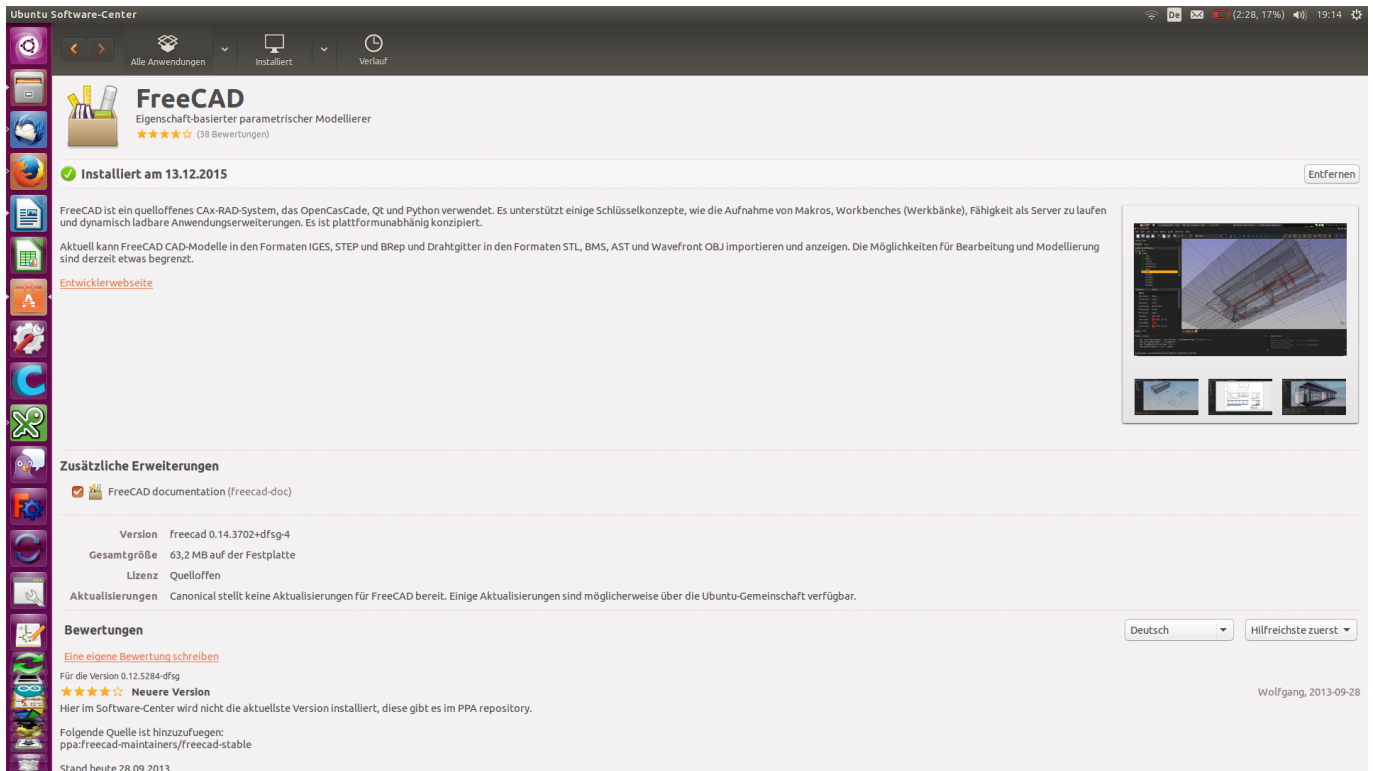 Ubuntu Software-Center
De
(2:28, 17%)
19:14
Alle Anwendungen
Installiert
Verlauf
FreeCAD
Eigenschaft-basierter parametrischer Modellierer
(38 Bewertungen)
Installiert am 13.12.2015
Entfernen
FreeCAD ist ein quelloffenes CAx-RAD-System, das OpenCasCade, Qt und Python verwendet. Es unterstützt einige Schlüsselkonzepte, wie die Aufnahme von Makros, Workbenches (Werkbänke), Fähigkeit als Server zu laufen
und dynamisch ladbare Anwendungserweiterungen. Es ist plattformunabhänig konzipiert.
Aktuell kann FreeCAD CAD-Modelle in den Formaten IGES, STEP und BRep und Drahtgitter in den Formaten STL, BMS, AST und Wavefront OBJ importieren und anzeigen. Die Möglichkeiten für Bearbeitung und Modellierung
sind derzeit etwas begrenzt.
Entwicklerwebseite
Zusätzliche Erweiterungen
FreeCAD documentation (freecad-doc)
Version freecad 0.14.3702+dfsg-4
Gesamtgröße 63,2 MB auf der Festplatte
Lizenz Quelloffen
Aktualisierungen Canonical stellt keine Aktualisierungen für FreeCAD bereit. Einige Aktualisierungen sind möglicherweise über die Ubuntu-Gemeinschaft verfügbar.
Bewertungen
Deutsch
Hilfreichste zuerst
Eine eigene Bewertung schreiben
Für die Version 0.12.5284-dfsg
Neuere Version
Wolfgang, 2013-09-28
Hier im Software-Center wird nicht die aktuellste Version installiert, diese gibt es im PPA repository.
Folgende Quelle ist hinzuzufuegen:
ppa:freecad-maintainers/freecad-stable
Stand heute 28.09.2013